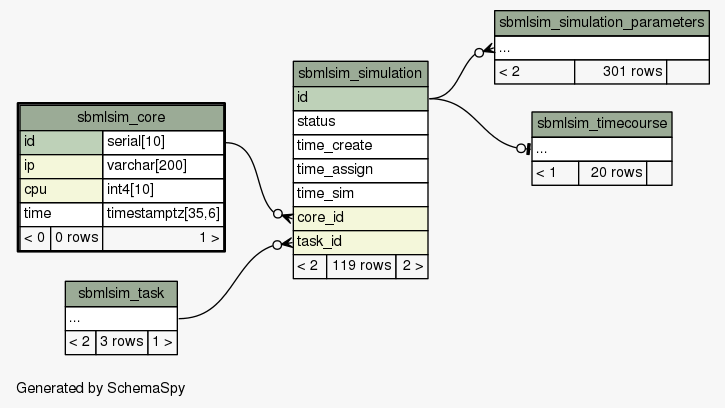 sbmlsim_simulation_parameters
...
< 2 301 rows
sbmlsim_simulation
id
status
time_create
time_assign
time_sim
core_id
task_id
< 2 119 rows 2 >
sbmlsim_core
id serial[10]
ip varchar[200]
cpu int4[10]
time timestamptz[35,6]
< 0 0 rows 1 >
sbmlsim_timecourse
...
< 1 20 rows
sbmlsim_task
...
< 2 3 rows 1 >
Generated by SchemaSpy